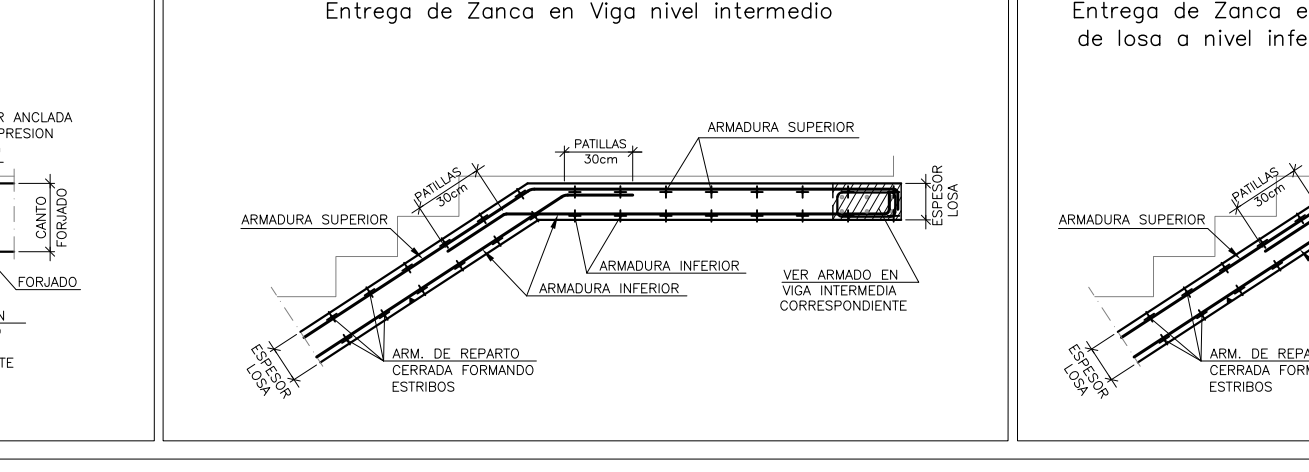 R ANCLADA
PRESION
CANTO
FORJADO
FORJADO
N
TE
Entrega de Zanca en Viga nivel intermedio
ARMADURA SUPERIOR
PATILLAS
30cm
PATILLAS
30cm
ARMADURA SUPERIOR
ESPESOR
LOSA
ARMADURA INFERIOR
ARMADURA INFERIOR
VER ARMADO EN
VIGA INTERMEDIA
CORRESPONDIENTE
ARM. DE REPARTO
CERRADA FORMANDO
ESTRIBOS
ESPESOR
LOSA
Entrega de Zanca e
de losa a nivel infe
PATILLAS
30cm
ARMADURA SUPERIOR
ARM. DE REPA
CERRADA FORM
ESTRIBOS
ESPESOR
LOSA